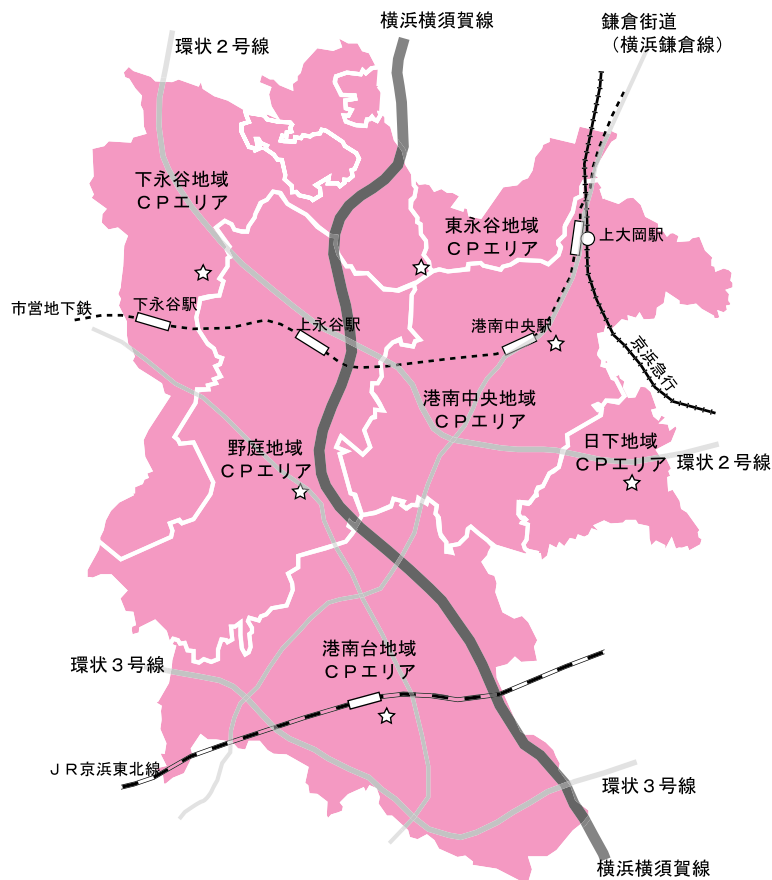 横浜横須賀線
鎌倉街道
（横浜鎌倉線）
環状２号線
下永谷地域
ＣＰエリア
東永谷地域
ＣＰエリア
上大岡駅
市営地下鉄
下永谷駅
上永谷駅
港南中央駅
京浜急行
港南中央地域
ＣＰエリア
野庭地域
ＣＰエリア
日下地域
ＣＰエリア
環状２号線
港南台地域
ＣＰエリア
環状３号線
ＪＲ京浜東北線
環状３号線
横浜横須賀線